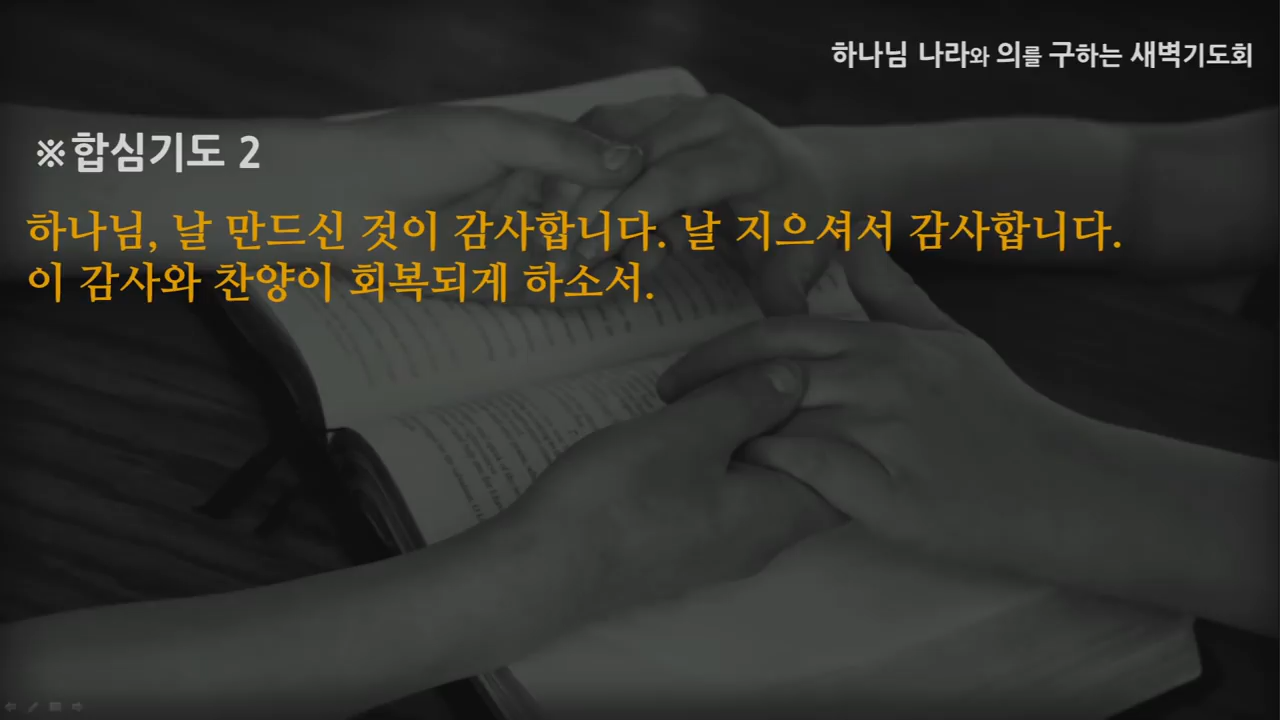 하나님 나라와 의를 구하는 새벽기도회
※합심기도 2
하나님, 날 만드신 것이 감사합니다. 날 지으셔서 감사합니다.
이 감사와 찬양이 회복되게 하소서.